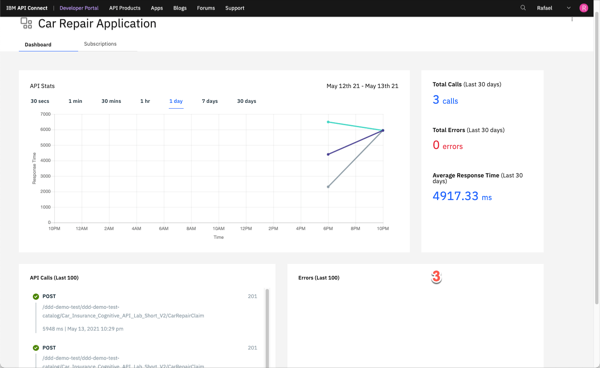 IBM API Connect Developer Portal API Products Apps Blogs Forums Support Rafael R
Car Repair Application
Dashboard Subscriptions
API Stats May 12th 21 - May 13th 21
30 secs 1 min 30 mins 1 hr 1 day 7 days 30 days
7000
6000
5000
4000
3000
2000
1000
0
Response Time
10PM 12AM 2AM 4AM 6AM 8AM 10AM 12PM 2PM 4PM 6PM 8PM 10PM
Time
Total Calls (Last 30 days)
3 calls
Total Errors (Last 30 days)
0 errors
Average Response Time (Last 30
days)
4917.33 ms
API Calls (Last 100)
POST 201
/ddd-demo-test/ddd-demo-test-
catalog/Car_Insurance_Cognitive_API_Lab_Short_V2/CarRepairClaim
5948 ms | May 13, 2021 10:29 pm
POST 201
/ddd-demo-test/ddd-demo-test-
catalog/Car_Insurance_Cognitive_API_Lab_Short_V2/CarRepairClaim
Errors (Last 100)
3